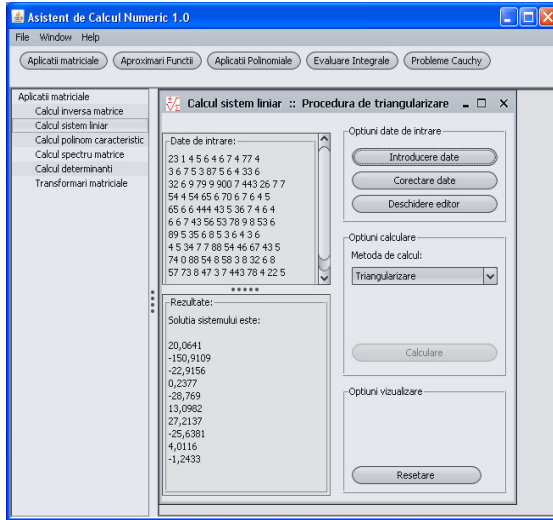 Asistent de Calcul Numeric 1.0
File Window Help
Aplicatii matriciale Aproximari Functii Aplicatii Polinomiale Evaluare Integrale Probleme Cauchy
Aplicatii matriciale
Calcul inversa matrice
Calcul sistem liniar
Calcul polinom caracteristic
Calcul spectru matrice
Calcul determinanti
Transformari matriciale
Calcul sistem liniar :: Procedura de triangularizare
Date de intrare:
23 1 4 5 6 4 6 7 4 77 4
3 6 7 5 3 87 5 6 4 33 6
32 6 9 79 9 900 7 443 26 7 7
54 4 54 65 6 70 6 7 6 4 5
65 6 6 444 43 5 36 7 4 6 4
6 6 7 43 56 53 78 9 8 53 6
89 5 35 6 8 5 3 6 4 3 6
4 5 34 7 7 88 54 46 67 43 5
74 0 88 54 8 58 3 8 32 6 8
57 73 8 47 3 7 443 78 4 22 5
Rezultate:
Solutia sistemului este:
20,0641
-150,9109
-22,9156
0,2377
-28,769
13,0982
27,2137
-25,6381
4,0116
-1,2433
Optiuni date de intrare
Introducere date
Corectare date
Deschidere editor
Optiuni calculare
Metoda de calcul:
Triangularizare
Calculare
Optiuni vizualizare
Resetare